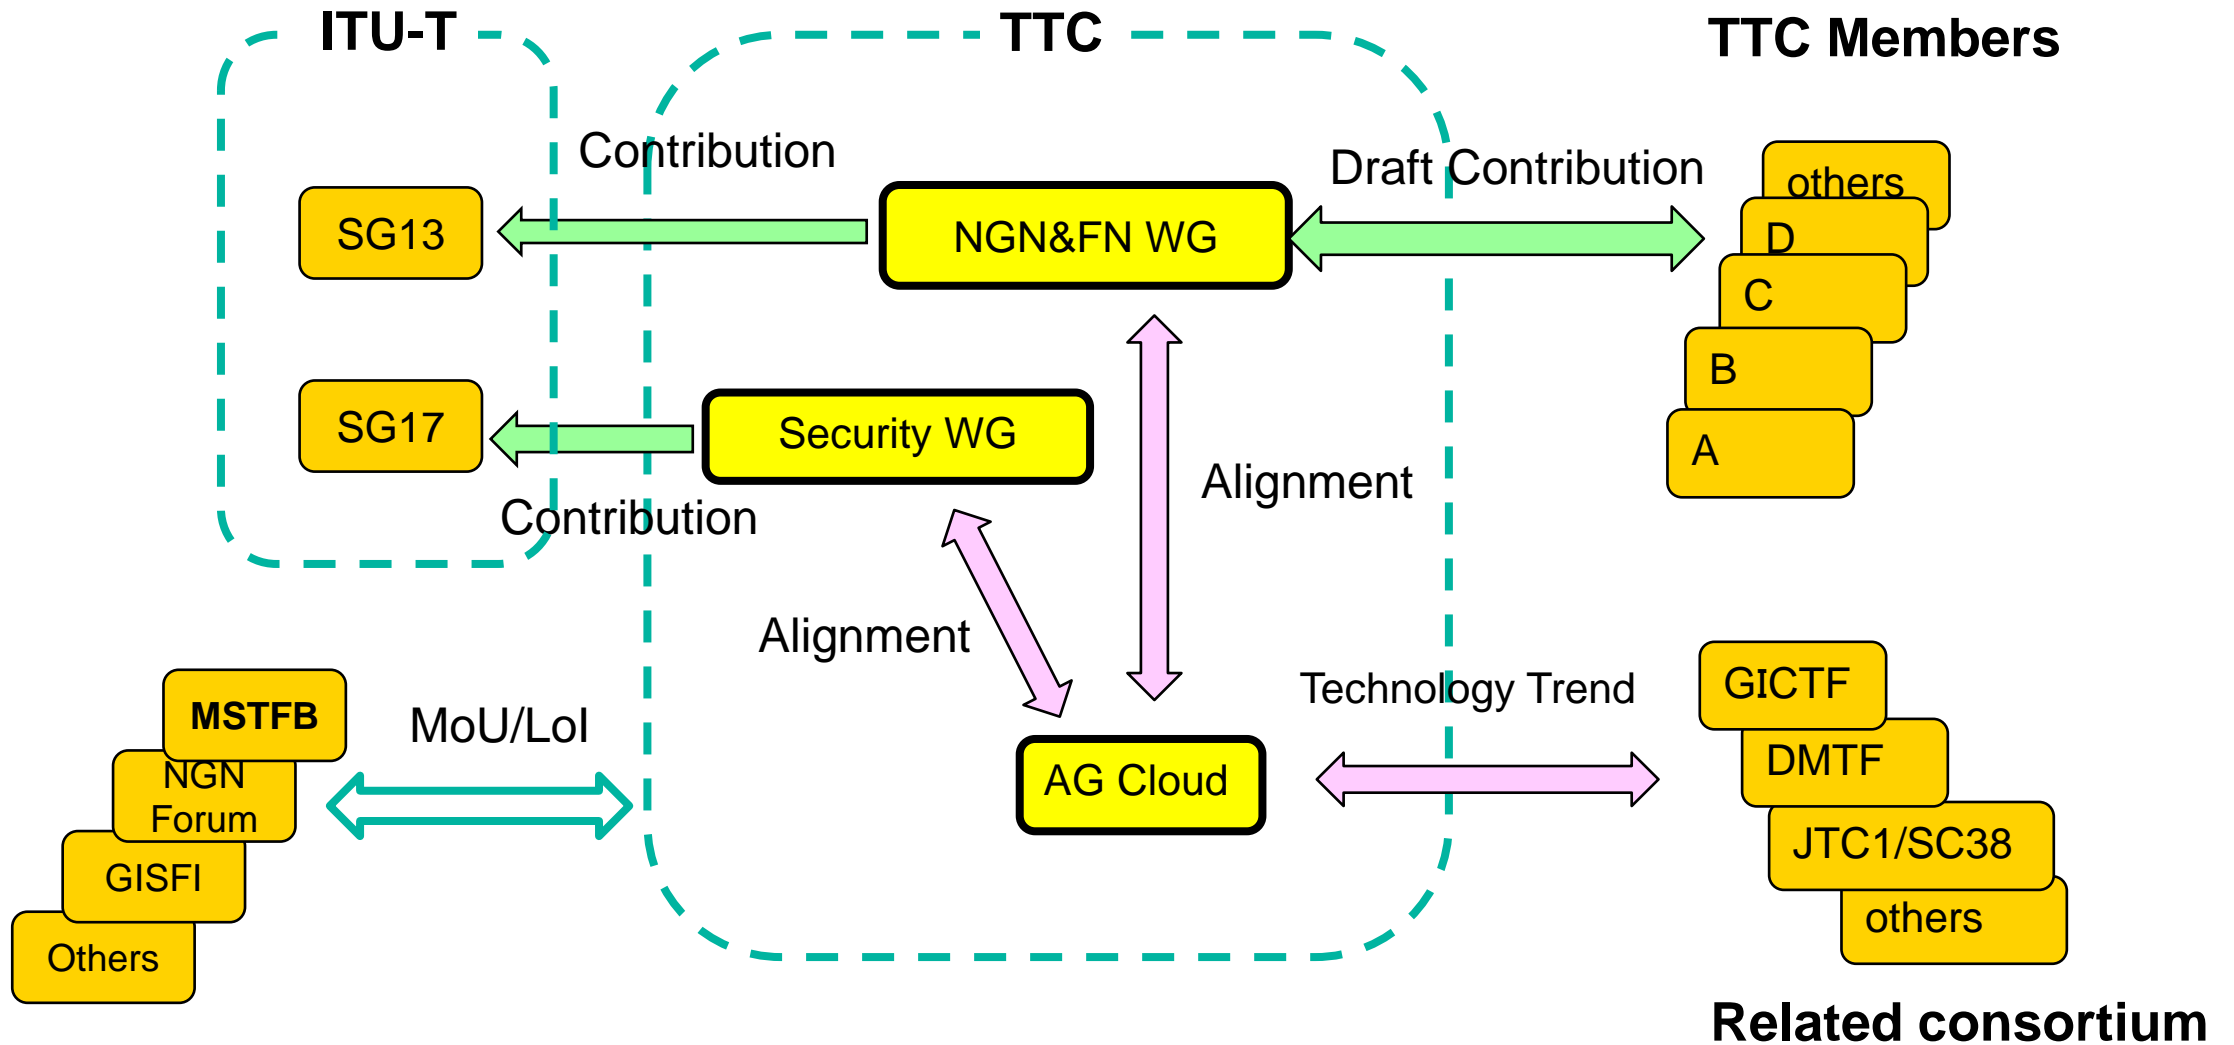 ITU-T
TTC
TTC Members
Contribution
Draft Contribution
others
SG13
NGN&FN WG
D
C
B
SG17
Security WG
A
Alignment
Contribution
Alignment
Technology Trend
GICTF
MSTFB
MoU/LoI
DMTF
NGN
Forum
AG Cloud
JTC1/SC38
GISFI
others
Others
Related consortium